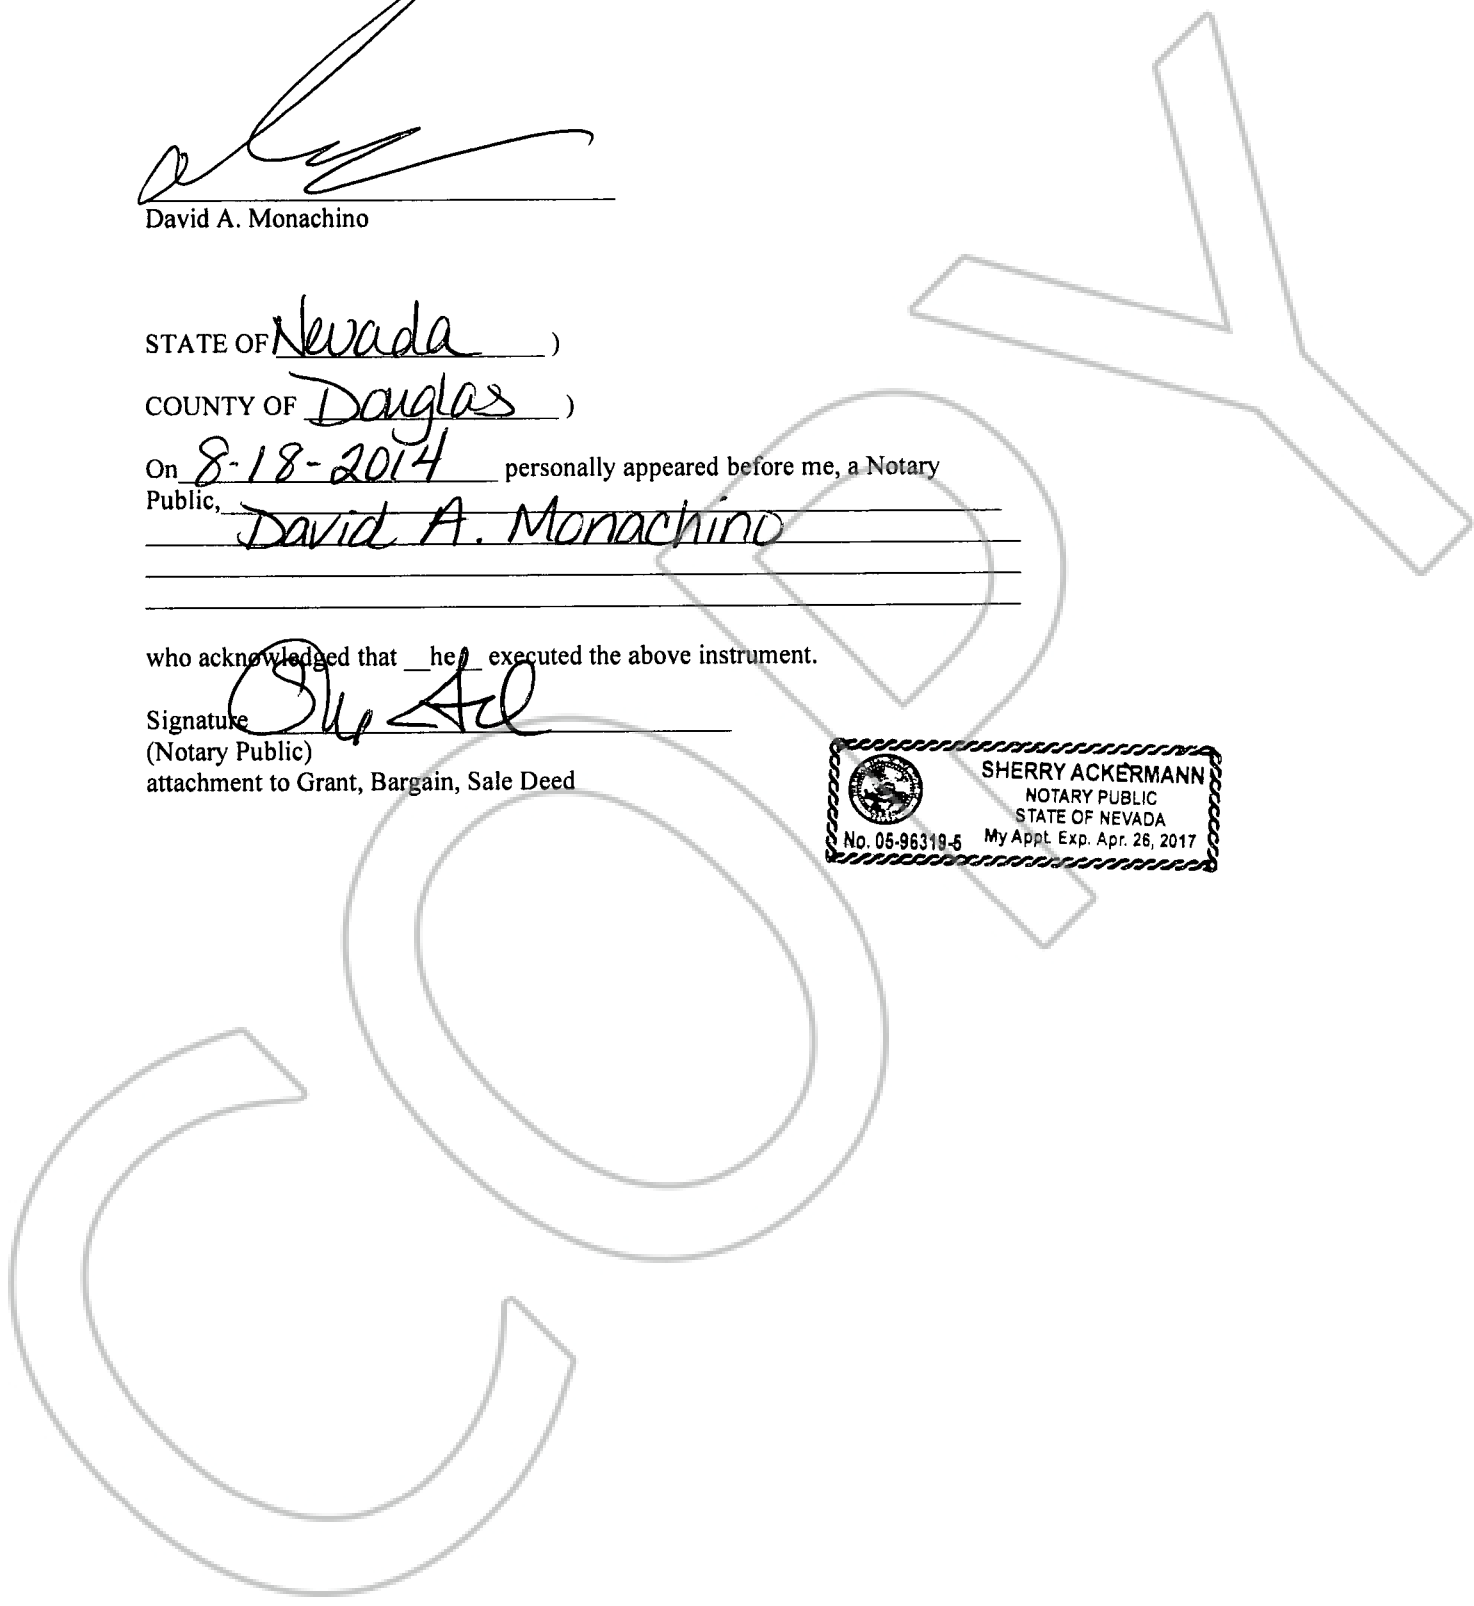 David A. Monachino
STATE OF Nevada )
COUNTY OF Douglas )
On 8-18-2014 personally appeared before me, a Notary
Public,
David A. Monachino
who acknowledged that __he__ executed the above instrument.
Signature
(Notary Public)
attachment to Grant, Bargain, Sale Deed
SHERRY ACKERMANN
NOTARY PUBLIC
STATE OF NEVADA
No. 05-96319-5 My Appt. Exp. Apr. 26, 2017
COPY